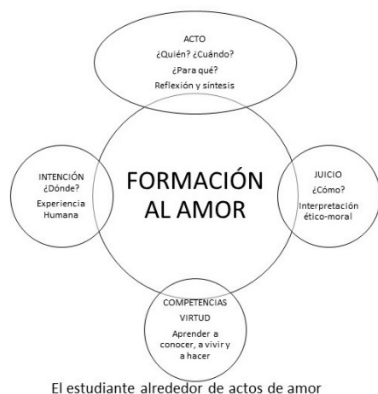 ACTO
¿Quién? ¿Cuándo?
¿Para qué?
Reflexión y síntesis
INTENCIÓN
¿Dónde?
Experiencia
Humana
FORMACIÓN
AL AMOR
JUICIO
¿Cómo?
Interpretación
ético-moral
COMPETENCIAS
VIRTUD
Aprender a
conocer, a vivir y
a hacer
El estudiante alrededor de actos de amor